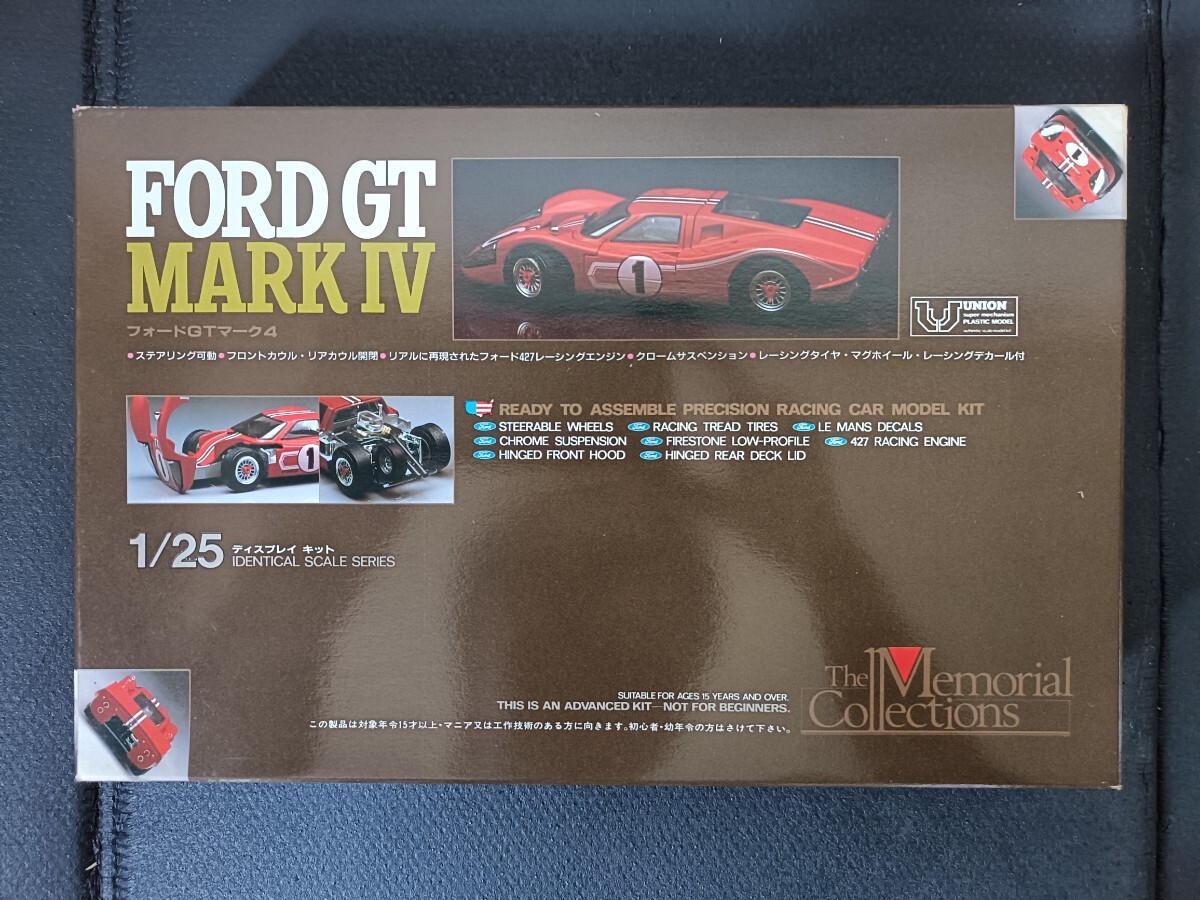 FORD GT
MARK IV
フォードGTマーク4
1
1
UNION
super mechanism
PLASTIC MODEL
●ステアリング可動●フロントカウル・リアカウル開閉●リアルに再現されたフォード427レーシングエンジン●クロームサスペンション●レーシングタイヤ・マグホイール・レーシングデカール付
1
READY TO ASSEMBLE PRECISION RACING CAR MODEL KIT
Ford STEERABLE WHEELS Ford RACING TREAD TIRES Ford LE MANS DECALS
Ford CHROME SUSPENSION Ford FIRESTONE LOW-PROFILE Ford 427 RACING ENGINE
Ford HINGED FRONT HOOD Ford HINGED REAR DECK LID
1/25 ディスプレイ キット
IDENTICAL SCALE SERIES
The Memorial
Collections
SUITABLE FOR AGES 15 YEARS AND OVER.
THIS IS AN ADVANCED KIT—NOT FOR BEGINNERS.
この製品は対象年令15才以上・マニア又は工作技術のある方に向きます。初心者・幼年令の方はさけて下さい。